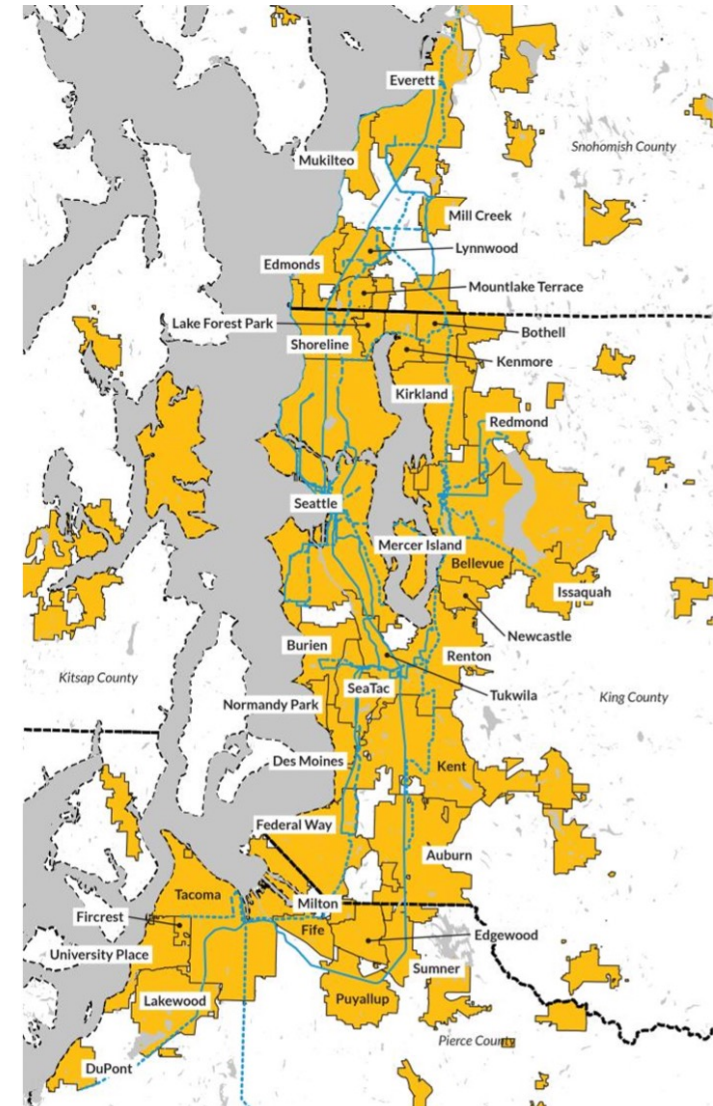 Everett
Snohomish County
Mukilteo
Mill Creek
Lynnwood
Edmonds
Mountlake Terrace
Lake Forest Park
Bothell
Shoreline
Kenmore
Kirkland
Redmond
Seattle
Mercer Island
Bellevue
Issaquah
Newcastle
Burien
Renton
Kitsap County
SeaTac
Tukwila
King County
Normandy Park
Des Moines
Kent
Federal Way
Auburn
Tacoma
Milton
Fircrest
Fife
Edgewood
University Place
Sumner
Lakewood
Puyallup
Pierce County
DuPont